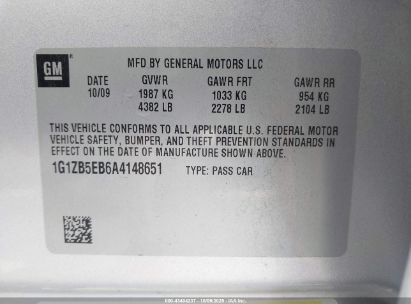 GM
MFD BY GENERAL MOTORS LLC
DATE GVWR GAWR FRT GAWR RR
10/09 1987 KG 1033 KG 954 KG
4382 LB 2278 LB 2104 LB
THIS VEHICLE CONFORMS TO ALL APPLICABLE U.S. FEDERAL MOTOR
VEHICLE SAFETY, BUMPER, AND THEFT PREVENTION STANDARDS
IN EFFECT ON THE DATE OF MANUFACTURE SHOWN ABOVE.
1G1ZB5EB6A4148651 TYPE: PASS CAR